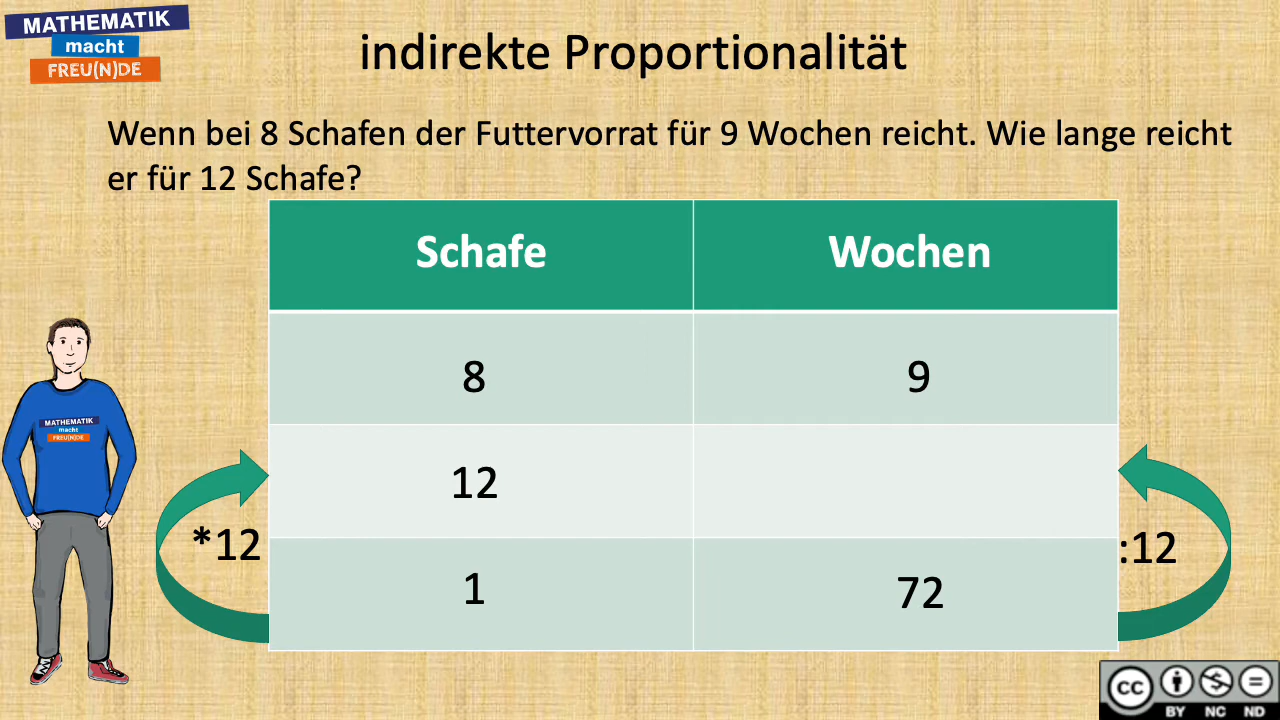 MATHEMATIK
macht
FREU(N)DE
indirekte Proportionalität
Wenn bei 8 Schafen der Futtervorrat für 9 Wochen reicht. Wie lange reicht
er für 12 Schafe?
Schafe Wochen
8 9
12
1 72
*12
:12
MATHEMATIK
macht
FREU(N)DE
cc
BY NC ND